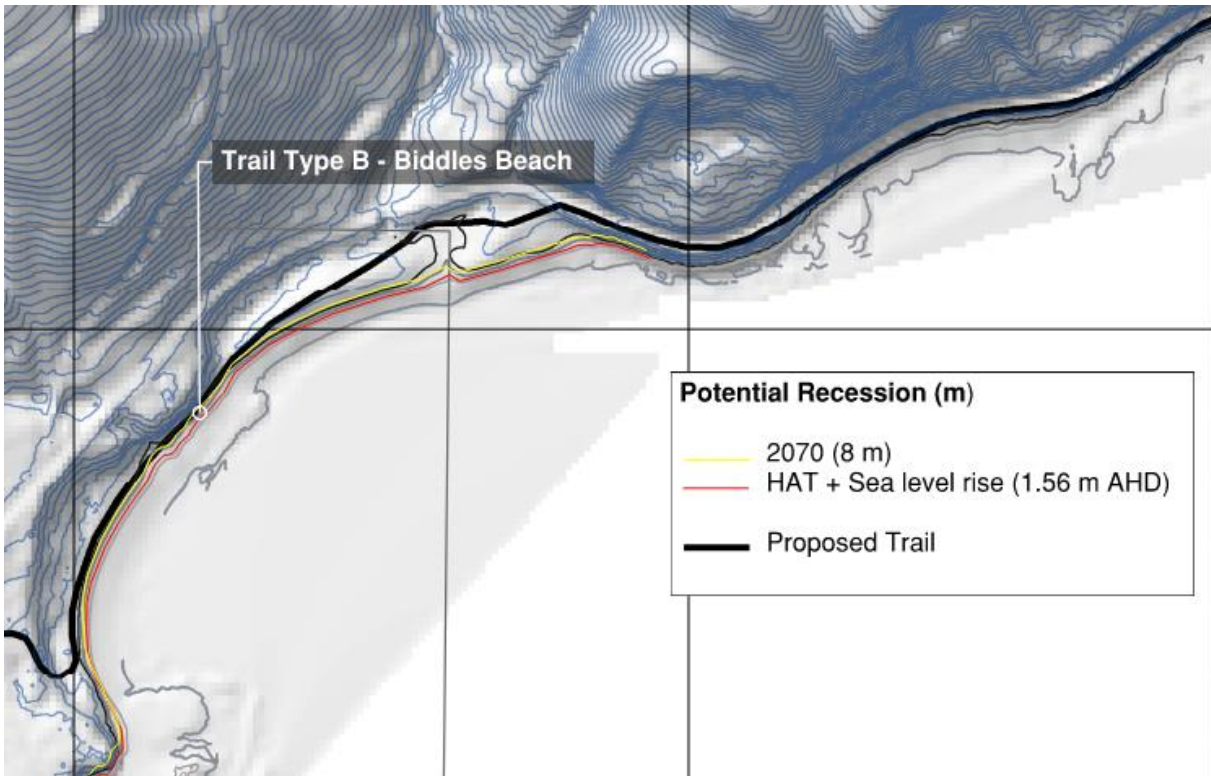 Trail Type B - Biddles Beach
Potential Recession (m)
2070 (8 m)
HAT + Sea level rise (1.56 m AHD)
Proposed Trail